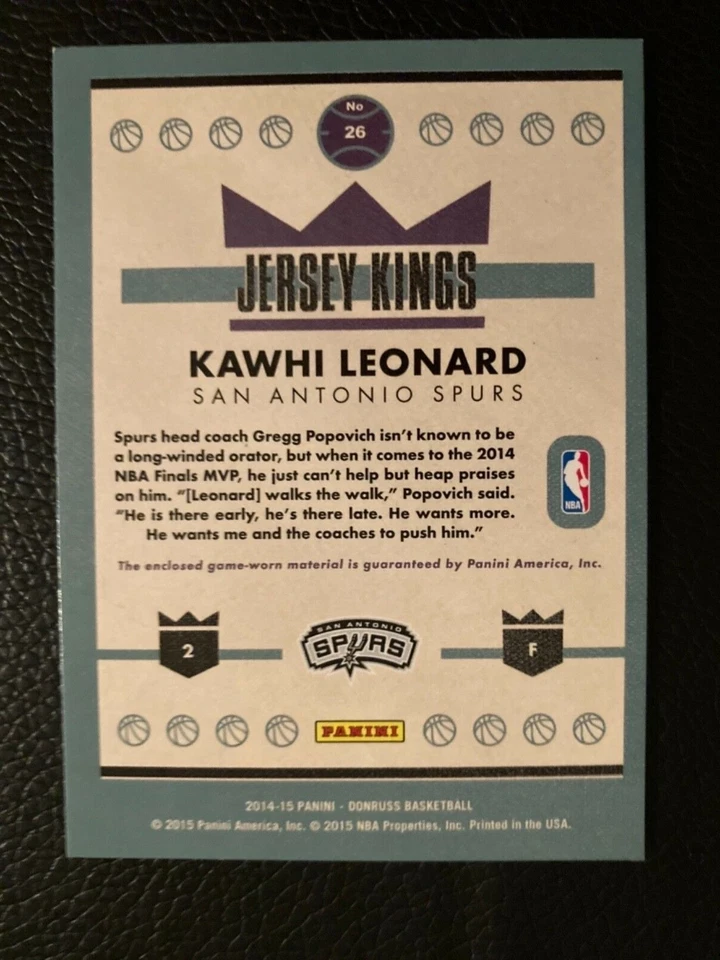 No
26
JERSEY KINGS
KAWHI LEONARD
SAN ANTONIO SPURS
Spurs head coach Gregg Popovich isn't known to be
a long-winded orator, but when it comes to the 2014
NBA Finals MVP, he just can't help but heap praises
on him. “[Leonard] walks the walk,” Popovich said.
“He is there early, he's there late. He wants more.
He wants me and the coaches to push him.”
NBA
The enclosed game-worn material is guaranteed by Panini America, Inc.
2
SAN ANTONIO
SPURS
F
PANINI
2014-15 PANINI - DONRUSS BASKETBALL
© 2015 Panini America, Inc. © 2015 NBA Properties, Inc. Printed in the USA.